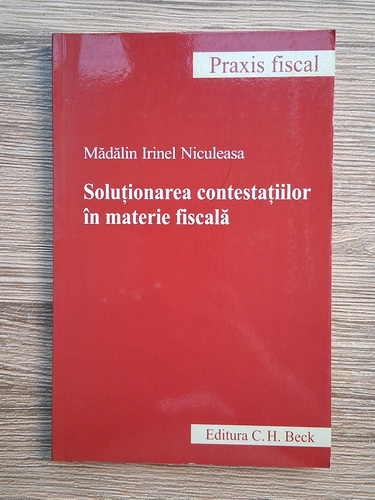 Praxis fiscal
Mădălin Irinel Niculeasa
Soluționarea contestațiilor
în materie fiscală
Editura C. H. Beck